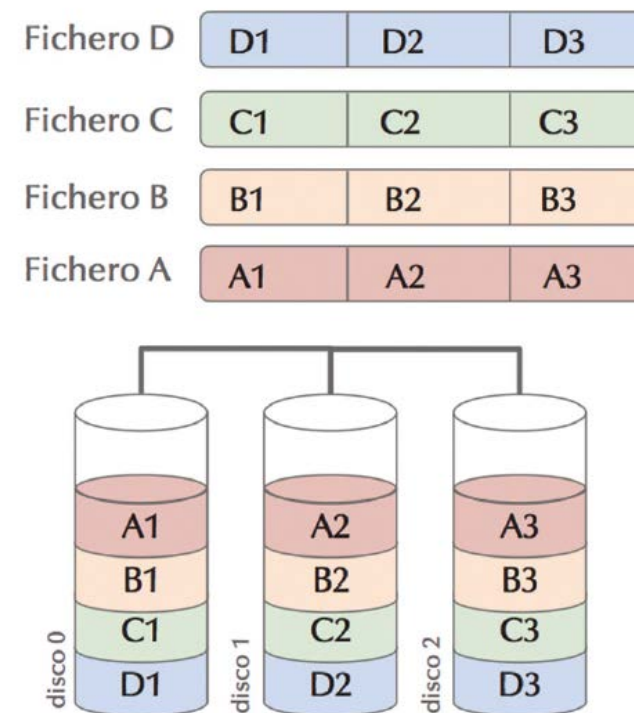 Fichero D D1 D2 D3
Fichero C C1 C2 C3
Fichero B B1 B2 B3
Fichero A A1 A2 A3
A1 A2 A3
B1 B2 B3
C1 C2 C3
D1 D2 D3
disco 0
disco 1
disco 2